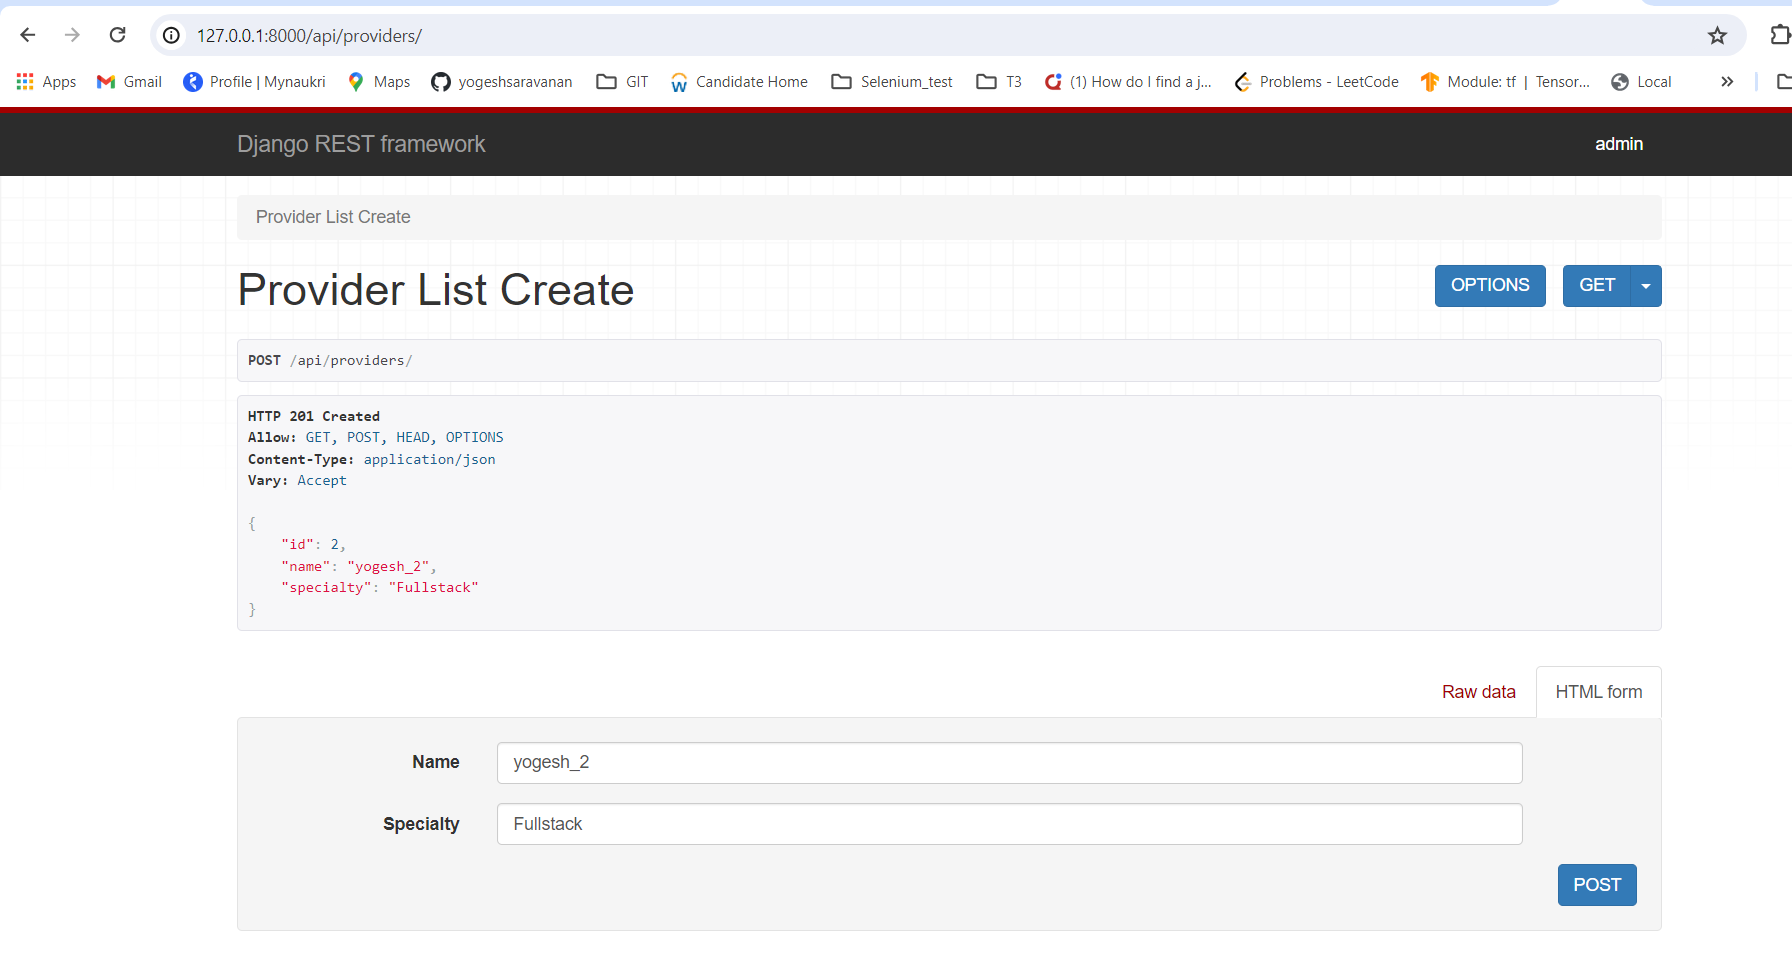 127.0.0.1:8000/api/providers/
Apps Gmail Profile | Mynaukri Maps yogeshsaravanan GIT Candidate Home Selenium_test T3 (1) How do I find a j... Problems - LeetCode Module: tf | Tensor... Local »
Django REST framework admin
Provider List Create
Provider List Create OPTIONS GET
POST /api/providers/
HTTP 201 Created
Allow: GET, POST, HEAD, OPTIONS
Content-Type: application/json
Vary: Accept
{
"id": 2,
"name": "yogesh_2",
"specialty": "Fullstack"
}
Raw data HTML form
Name yogesh_2
Specialty Fullstack
POST